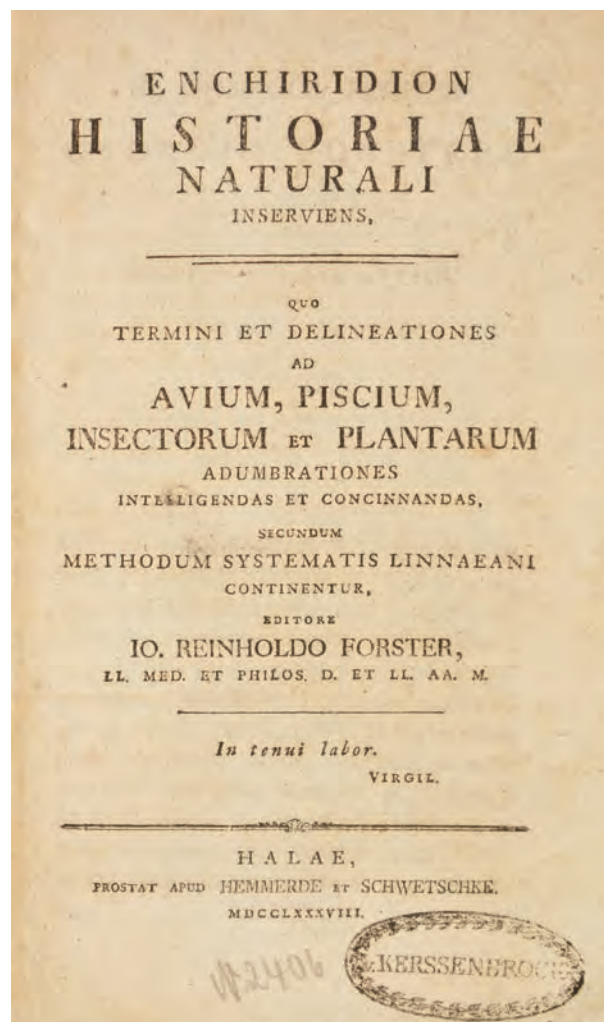 ENCHIRIDION
HISTORIAE
NATURALI
INSERVIENS,
QUO
TERMINI ET DELINEATIONES
AD
AVIUM, PISCIUM,
INSECTORUM ET PLANTARUM
ADUMBRATIONES
INTELLIGENDAS ET CONCINNANDAS,
SECUNDUM
METHODUM SYSTEMATIS LINNAEANI
CONTINENTUR,
EDITORE
IO. REINHOLDO FORSTER,
LL. MED. ET PHILOS. D. ET LL. AA. M.
In tenui labor.
VIRGIL.
HALAE,
PROSTAT APUD HEMMERDE ET SCHWETSCHKE.
MDCCLXXXVIII.